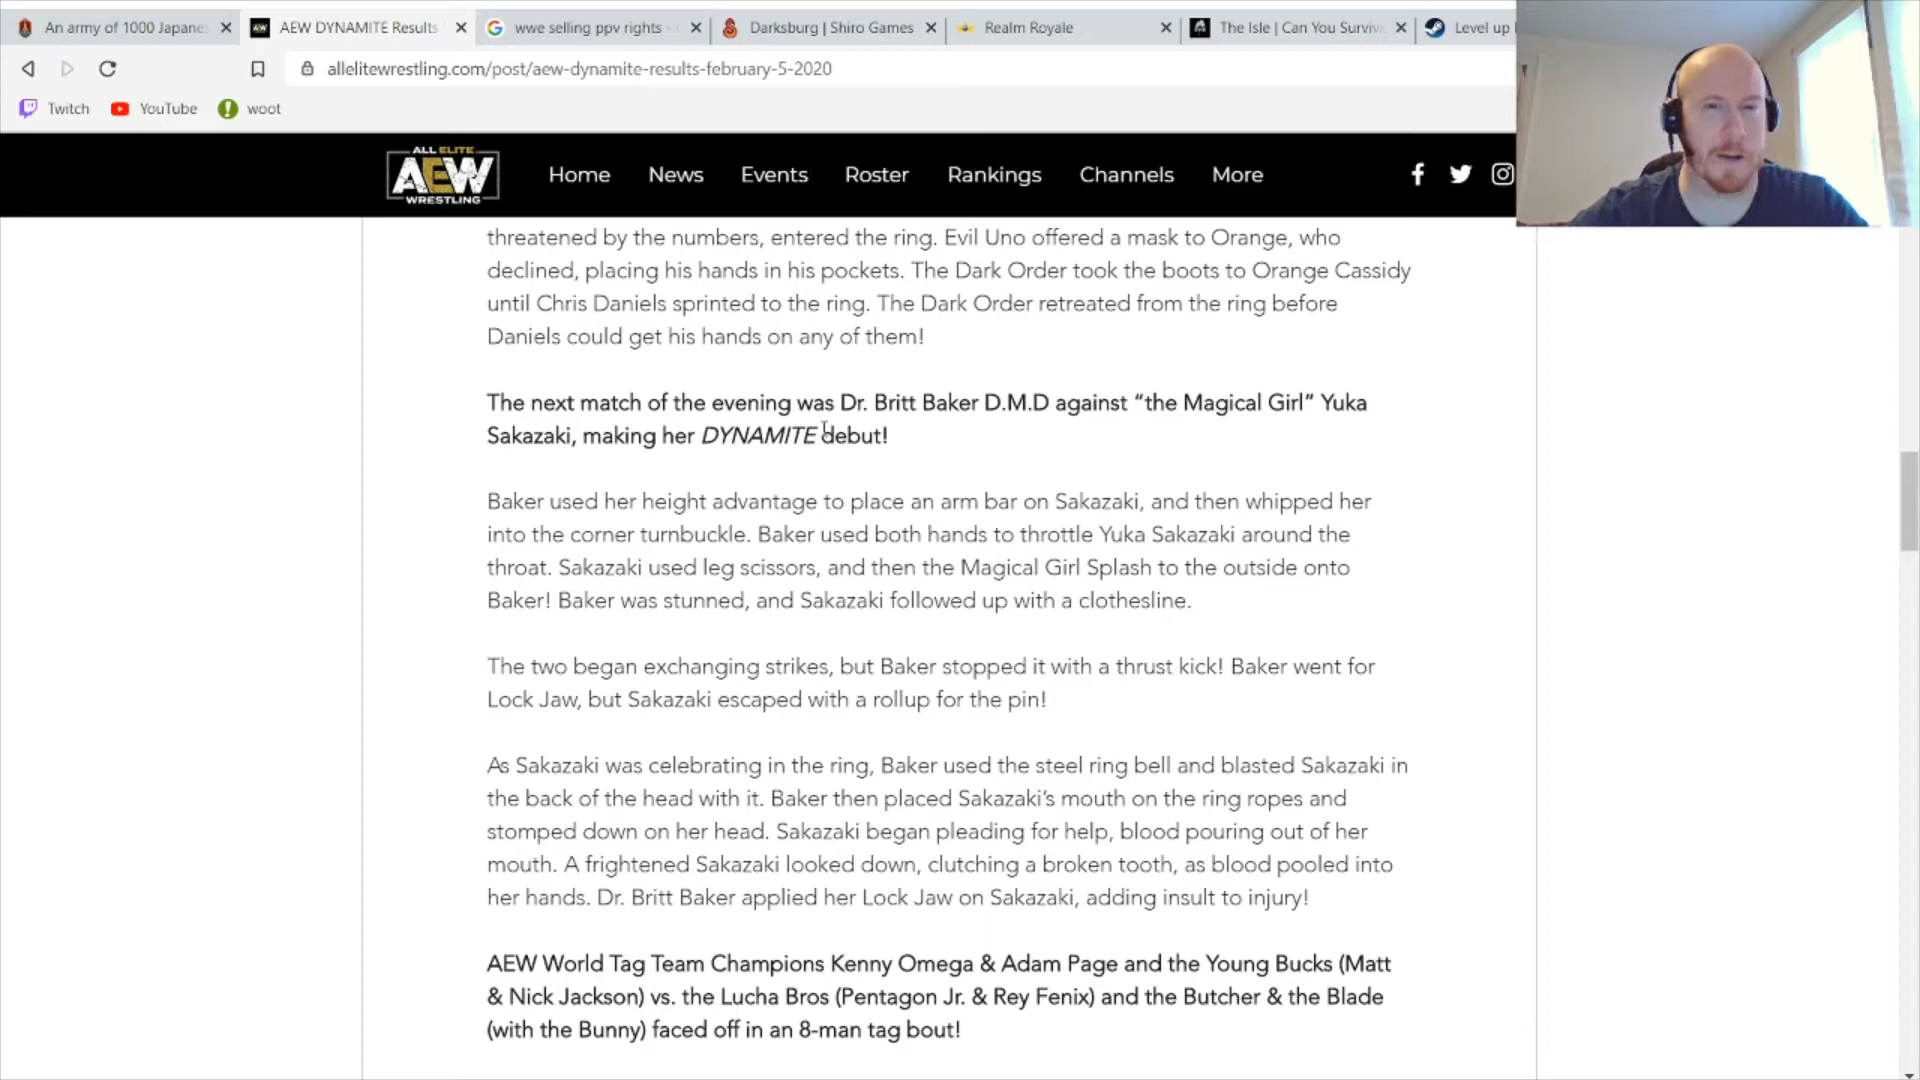 An army of 1000 Japane
AEW DYNAMITE Results
wwe selling ppv rights -
Darksburg | Shiro Games
Realm Royale
The Isle | Can You Surviv
Level up
allelitewrestling.com/post/aew-dynamite-results-february-5-2020
Twitch
YouTube
woot
ALL ELITE
AEW
WRESTLING
Home
News
Events
Roster
Rankings
Channels
More
threatened by the numbers, entered the ring. Evil Uno offered a mask to Orange, who
declined, placing his hands in his pockets. The Dark Order took the boots to Orange Cassidy
until Chris Daniels sprinted to the ring. The Dark Order retreated from the ring before
Daniels could get his hands on any of them!
The next match of the evening was Dr. Britt Baker D.M.D against “the Magical Girl” Yuka
Sakazaki, making her DYNAMITE debut!
Baker used her height advantage to place an arm bar on Sakazaki, and then whipped her
into the corner turnbuckle. Baker used both hands to throttle Yuka Sakazaki around the
throat. Sakazaki used leg scissors, and then the Magical Girl Splash to the outside onto
Baker! Baker was stunned, and Sakazaki followed up with a clothesline.
The two began exchanging strikes, but Baker stopped it with a thrust kick! Baker went for
Lock Jaw, but Sakazaki escaped with a rollup for the pin!
As Sakazaki was celebrating in the ring, Baker used the steel ring bell and blasted Sakazaki in
the back of the head with it. Baker then placed Sakazaki’s mouth on the ring ropes and
stomped down on her head. Sakazaki began pleading for help, blood pouring out of her
mouth. A frightened Sakazaki looked down, clutching a broken tooth, as blood pooled into
her hands. Dr. Britt Baker applied her Lock Jaw on Sakazaki, adding insult to injury!
AEW World Tag Team Champions Kenny Omega & Adam Page and the Young Bucks (Matt
& Nick Jackson) vs. the Lucha Bros (Pentagon Jr. & Rey Fenix) and the Butcher & the Blade
(with the Bunny) faced off in an 8-man tag bout!